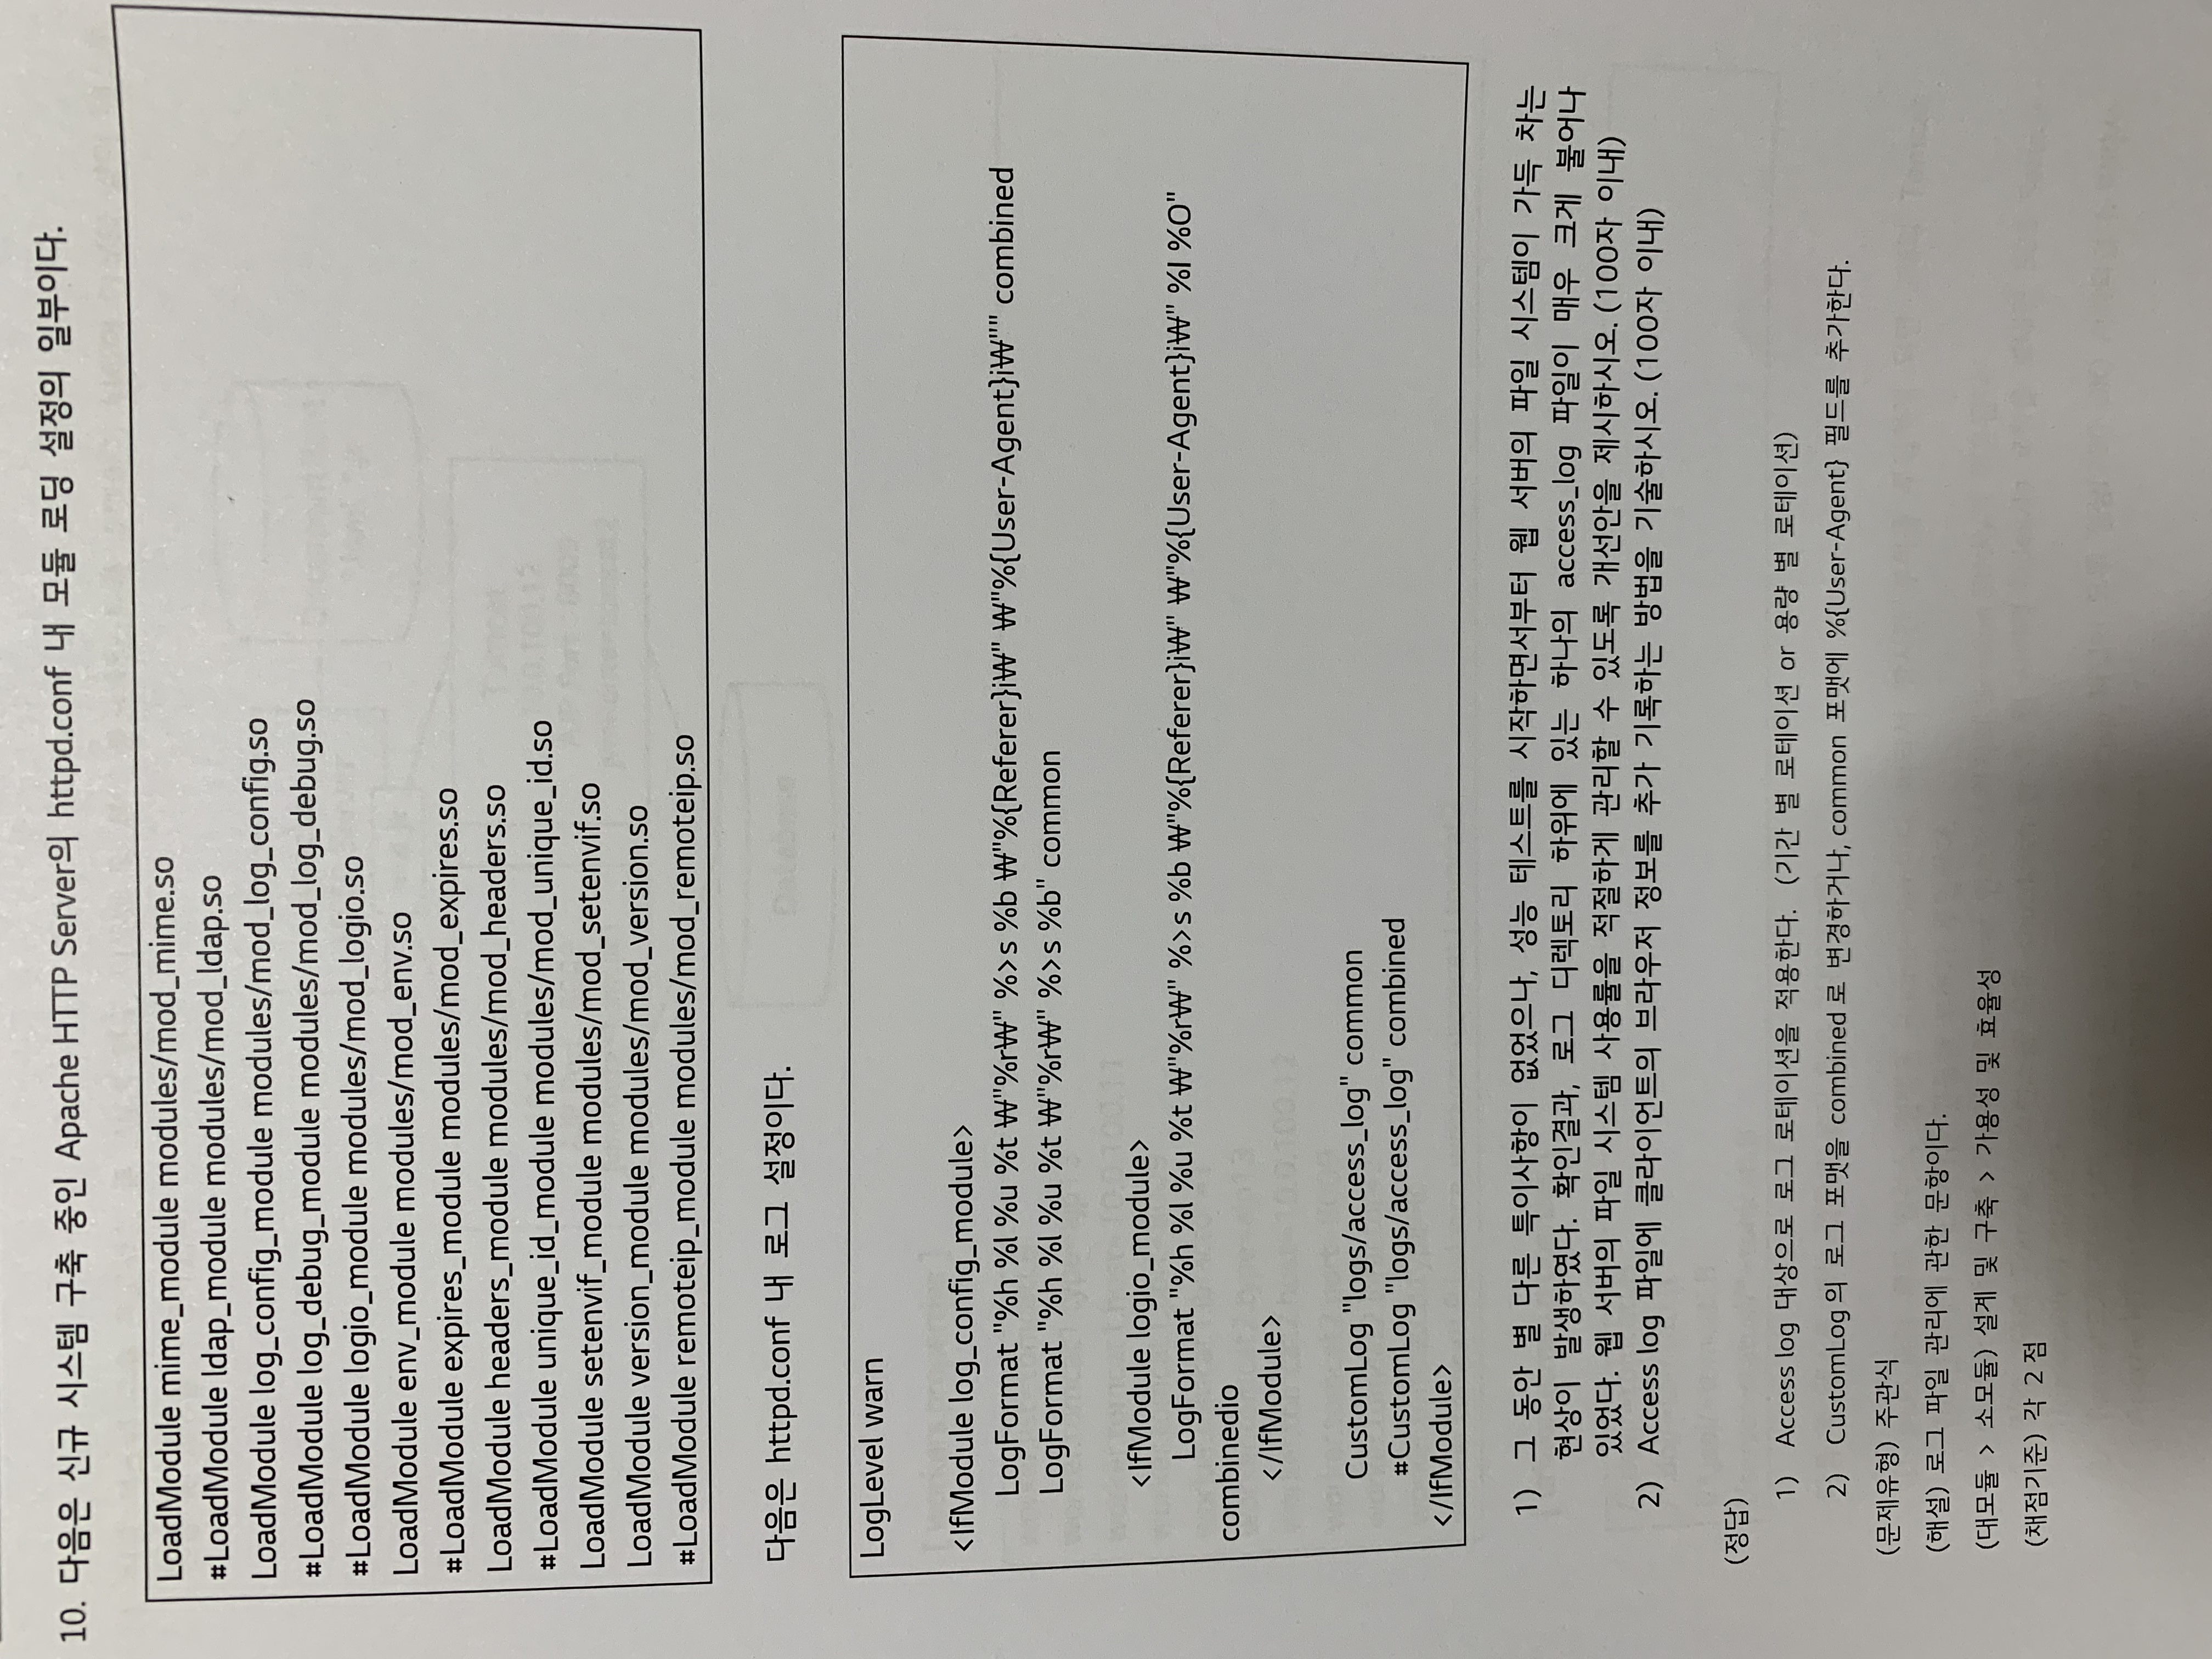 10. 다음은 신규 시스템 구축 중인 Apache HTTP Server의 httpd.conf 내 모듈 로딩 설정의 일부이다.
LoadModule mime_module modules/mod_mime.so
#LoadModule ldap_module modules/mod_ldap.so
LoadModule log_config_module modules/mod_log_config.so
#LoadModule log_debug_module modules/mod_log_debug.so
#LoadModule logio_module modules/mod_logio.so
LoadModule env_module modules/mod_env.so
#LoadModule expires_module modules/mod_expires.so
LoadModule headers_module modules/mod_headers.so
#LoadModule unique_id_module modules/mod_unique_id.so
LoadModule setenvif_module modules/mod_setenvif.so
LoadModule version_module modules/mod_version.so
#LoadModule remoteip_module modules/mod_remoteip.so
다음은 httpd.conf 내 로그 설정이다.
LogLevel warn
<IfModule log_config_module>
LogFormat "%h %l %u %t ₩"%r₩" %>s %b ₩"%{Referer}i₩" ₩"%{User-Agent}i₩"" combined
LogFormat "%h %l %u %t ₩"%r₩" %>s %b" common
<IfModule logio_module>
LogFormat "%h %l %u %t ₩"%r₩" %>s %b ₩"%{Referer}i₩" ₩"%{User-Agent}i₩" %I %O"
combinedio
</IfModule>
CustomLog "logs/access_log" common
#CustomLog "logs/access_log" combined
</IfModule>
1) 그 동안 별 다른 특이사항이 없었으나, 성능 테스트를 시작하면서부터 웹 서버의 파일 시스템이 가득 차는
현상이 발생하였다. 확인결과, 로그 디렉토리 하위에 있는 하나의 access_log 파일이 매우 크게 불어나
있었다. 웹 서버의 파일 시스템 사용률을 적절하게 관리할 수 있도록 개선안을 제시하시오. (100자 이내)
2) Access log 파일에 클라이언트의 브라우저 정보를 추가 기록하는 방법을 기술하시오. (100자 이내)
(정답)
1) Access log 대상으로 로그 로테이션을 적용한다. (기간 별 로테이션 or 용량 별 로테이션)
2) CustomLog 의 로그 포맷을 combined 로 변경하거나, common 포맷에 %{User-Agent} 필드를 추가한다.
(문제유형) 주관식
(해설) 로그 파일 관리에 관한 문항이다.
(대모듈 > 소모듈) 설계 및 구축 > 가용성 및 효율성
(채점기준) 각 2 점